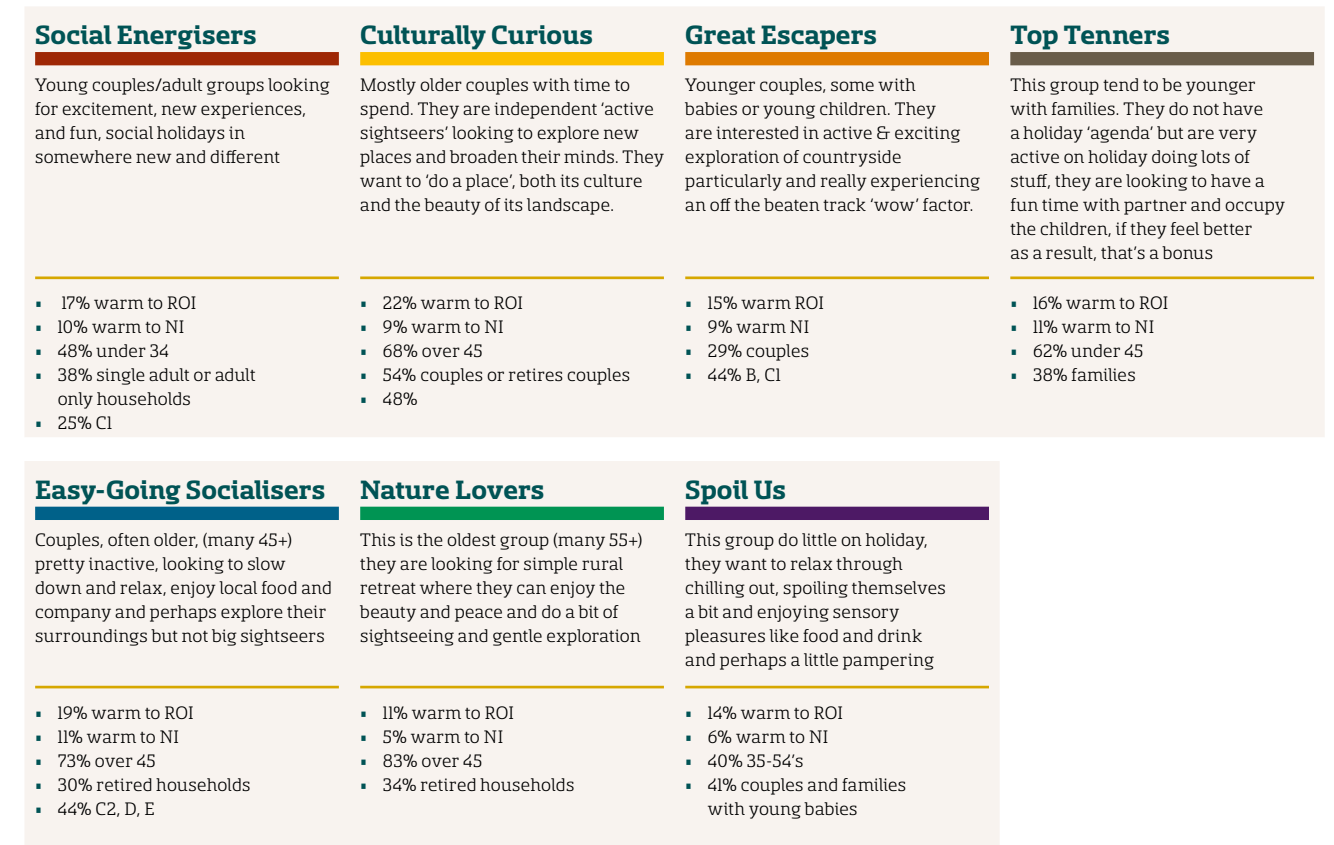 Social Energisers
Young couples/adult groups looking
for excitement, new experiences,
and fun, social holidays in
somewhere new and different
▪ 17% warm to ROI
▪ 10% warm to NI
▪ 48% under 34
▪ 38% single adult or adult
only households
▪ 25% C1
Culturally Curious
Mostly older couples with time to
spend. They are independent ‘active
sightseers’ looking to explore new
places and broaden their minds. They
want to ‘do a place’, both its culture
and the beauty of its landscape.
▪ 22% warm to ROI
▪ 9% warm to NI
▪ 68% over 45
▪ 54% couples or retires couples
▪ 48%
Great Escapers
Younger couples, some with
babies or young children. They
are interested in active & exciting
exploration of countryside
particularly and really experiencing
an off the beaten track ‘wow’ factor.
▪ 15% warm ROI
▪ 9% warm NI
▪ 29% couples
▪ 44% B, C1
Top Tenners
This group tend to be younger
with families. They do not have
a holiday ‘agenda’ but are very
active on holiday doing lots of
stuff, they are looking to have a
fun time with partner and occupy
the children, if they feel better
as a result, that’s a bonus
▪ 16% warm to ROI
▪ 11% warm to NI
▪ 62% under 45
▪ 38% families
Easy-Going Socialisers
Couples, often older, (many 45+)
pretty inactive, looking to slow
down and relax, enjoy local food and
company and perhaps explore their
surroundings but not big sightseers
▪ 19% warm to ROI
▪ 11% warm to NI
▪ 73% over 45
▪ 30% retired households
▪ 44% C2, D, E
Nature Lovers
This is the oldest group (many 55+)
they are looking for simple rural
retreat where they can enjoy the
beauty and peace and do a bit of
sightseeing and gentle exploration
▪ 11% warm to ROI
▪ 5% warm to NI
▪ 83% over 45
▪ 34% retired households
Spoil Us
This group do little on holiday,
they want to relax through
chilling out, spoiling themselves
a bit and enjoying sensory
pleasures like food and drink
and perhaps a little pampering
▪ 14% warm to ROI
▪ 6% warm to NI
▪ 40% 35-54’s
▪ 41% couples and families
with young babies